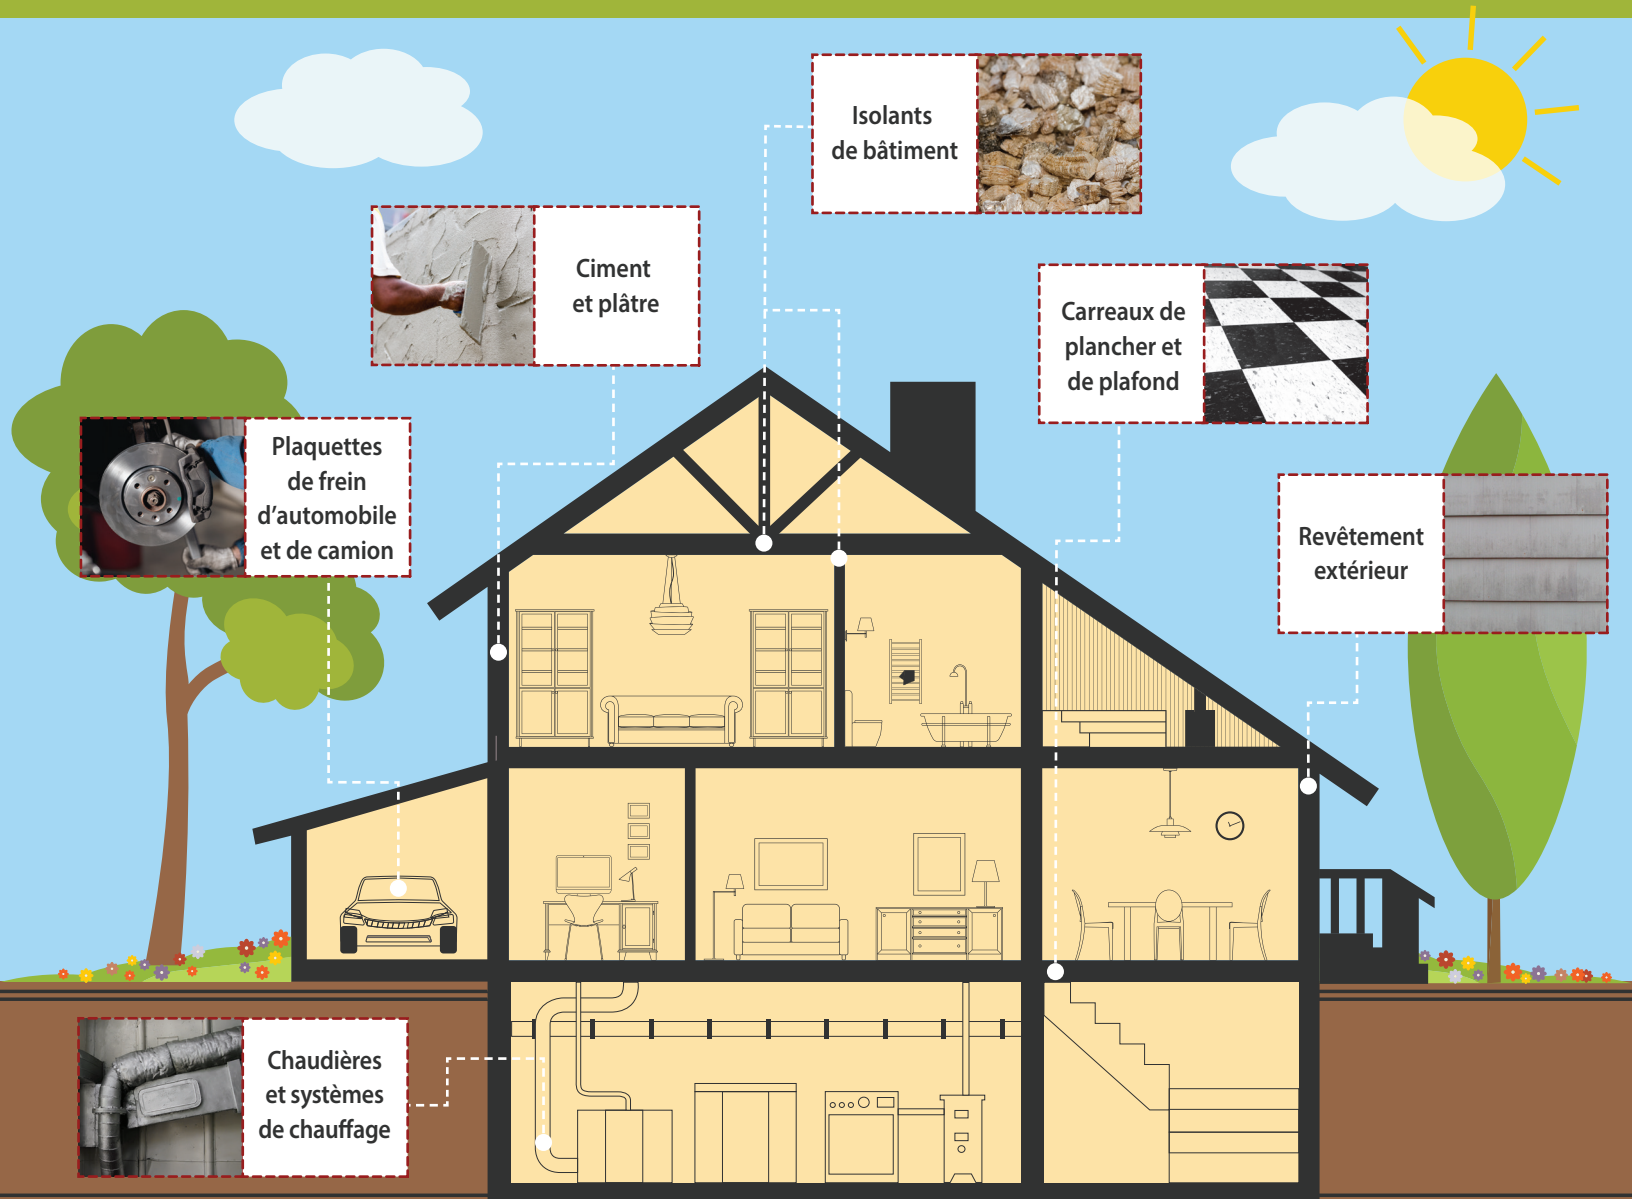 Isolants
de bâtiment
Ciment
et plâtre
Carreaux de
plancher et
de plafond
Plaquettes
de frein
d’automobile
et de camion
Revêtement
extérieur
Chaudières
et systèmes
de chauffage